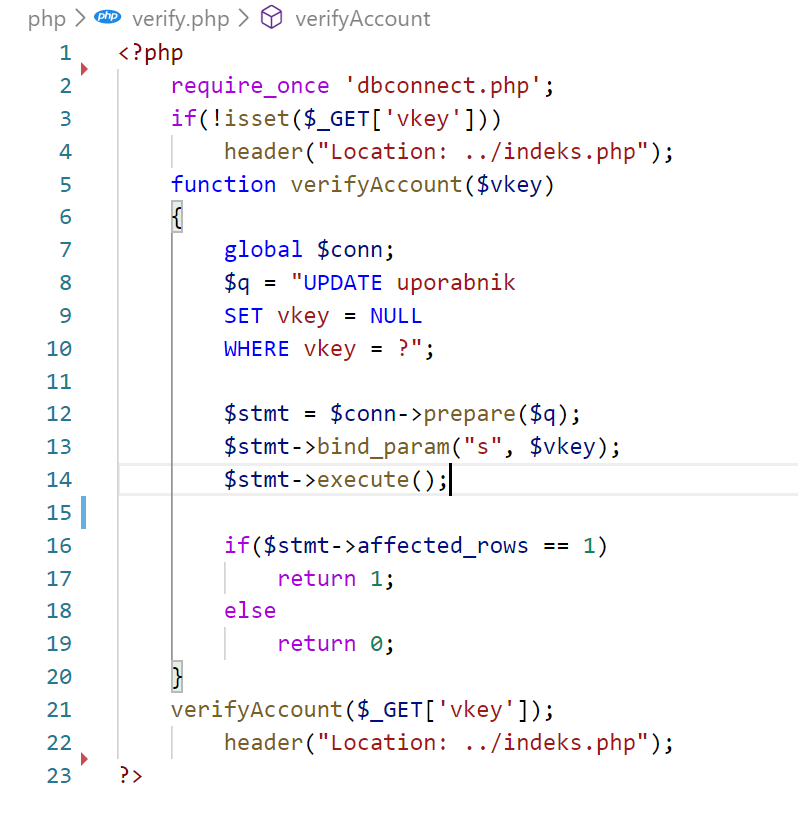 php > php verify.php > verifyAccount
1 <?php
2     require_once 'dbconnect.php';
3     if(!isset($_GET['vkey']))
4         header("Location: ../indeks.php");
5     function verifyAccount($vkey)
6     {
7         global $conn;
8         $q = "UPDATE uporabnik
9         SET vkey = NULL
10         WHERE vkey = ?";
11
12         $stmt = $conn->prepare($q);
13         $stmt->bind_param("s", $vkey);
14         $stmt->execute();
15
16         if($stmt->affected_rows == 1)
17             return 1;
18         else
19             return 0;
20     }
21     verifyAccount($_GET['vkey']);
22         header("Location: ../indeks.php");
23 ?>